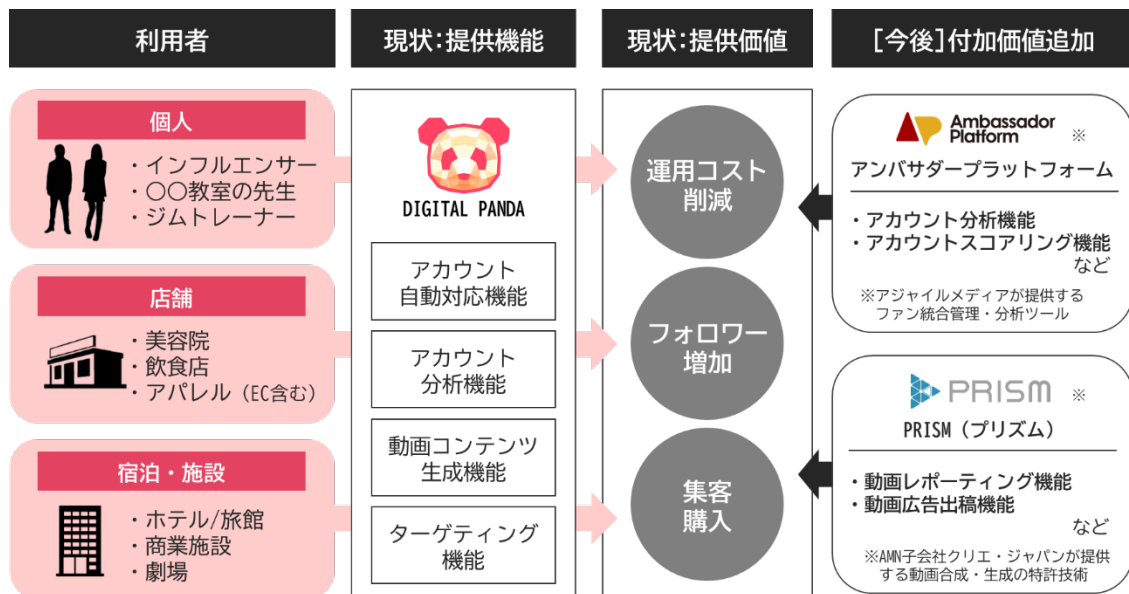 利用者
現状:提供機能
現状:提供価値
[今後]付加価値追加
個人
・インフルエンサー
・〇〇教室の先生
・ジムトレーナー
店舗
・美容院
・飲食店
・アパレル（EC含む）
宿泊・施設
・ホテル/旅館
・商業施設
・劇場
DIGITAL PANDA
アカウント
自動対応機能
アカウント
分析機能
動画コンテンツ
生成機能
ターゲティング
機能
運用コスト
削減
フォロワー
増加
集客
購入
Ambassador
Platform ※
アンバサダープラットフォーム
・アカウント分析機能
・アカウントスコアリング機能
など
※アジャイルメディアが提供する
ファン統合管理・分析ツール
PRISM ※
PRISM（プリズム）
・動画レポーティング機能
・動画広告出稿機能
など
※AMN子会社クリエ・ジャパンが提供
する動画合成・生成の特許技術